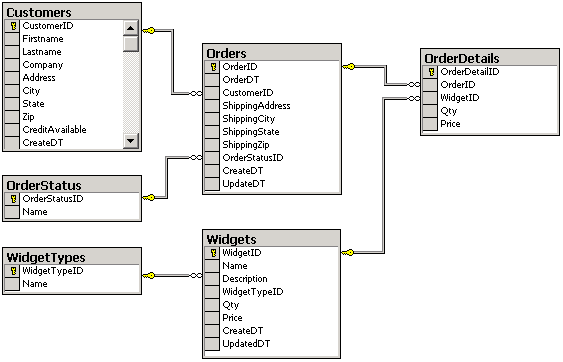 Customers
CustomerID
Firstname
Lastname
Company
Address
City
State
Zip
CreditAvailable
CreateDT
Orders
OrderID
OrderDT
CustomerID
ShippingAddress
ShippingCity
ShippingState
ShippingZip
OrderStatusID
CreateDT
UpdateDT
OrderDetails
OrderDetailID
OrderID
WidgetID
Qty
Price
OrderStatus
OrderStatusID
Name
WidgetTypes
WidgetTypeID
Name
Widgets
WidgetID
Name
Description
WidgetTypeID
Qty
Price
CreateDT
UpdatedDT